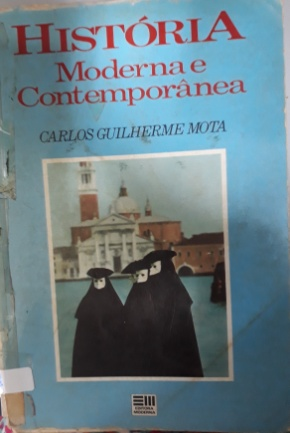 HISTÓRIA
Moderna e
Contemporânea
CARLOS GUILHERME MOTA
EDITORA
MODERNA